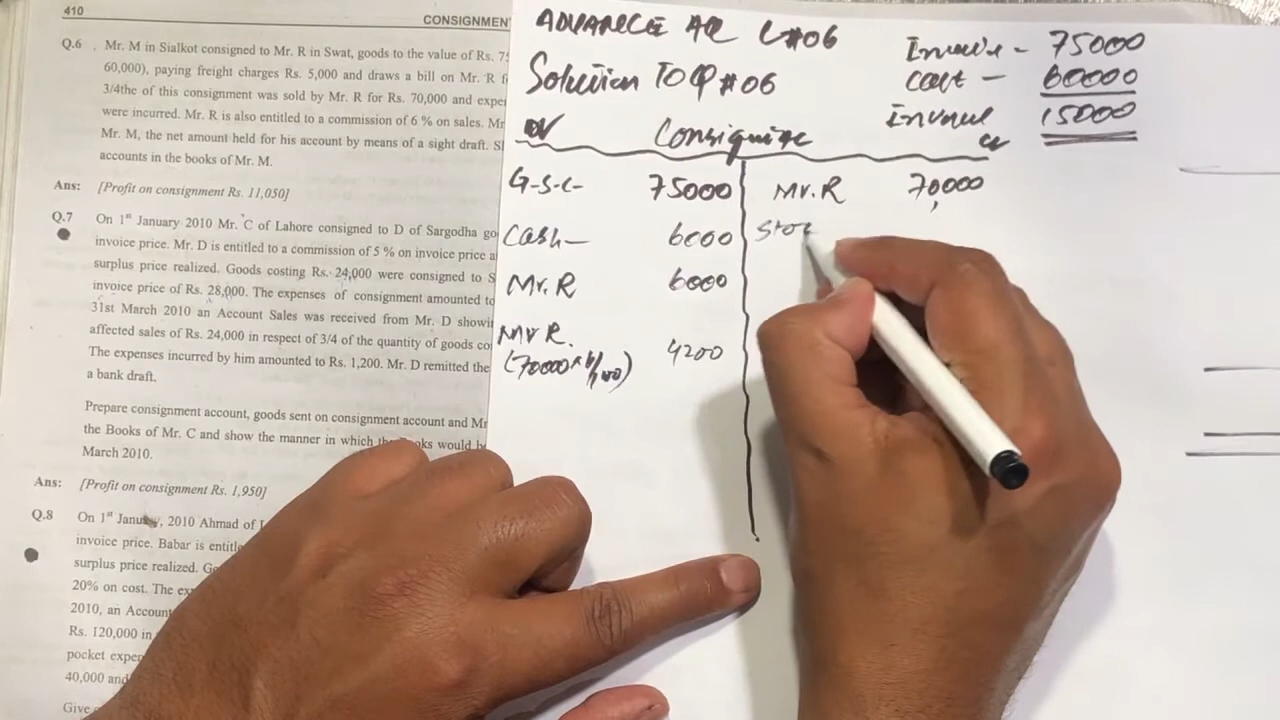 410
CONSIGNMEN
Q.6 Mr. M in Sialkot consigned to Mr. R in Swat, goods to the value of Rs. 75
60,000), paying freight charges Rs. 5,000 and draws a bill on Mr. R f
3/4the of this consignment was sold by Mr. R for Rs. 70,000 and expe
were incurred. Mr. R is also entitled to a commission of 6 % on sales. Mr
Mr. M, the net amount held for his account by means of a sight draft. S
accounts in the books of Mr. M.
Ans: [Profit on consignment Rs. 11,050]
Q.7 On 1st January 2010 Mr. C of Lahore consigned to D of Sargodha go
invoice price. Mr. D is entitled to a commission of 5 % on invoice price a
surplus price realized. Goods costing Rs. 24,000 were consigned to S
invoice price of Rs. 28,000. The expenses of consignment amounted to
31st March 2010 an Account Sales was received from Mr. D showi
affected sales of Rs. 24,000 in respect of 3/4 of the quantity of goods co
The expenses incurred by him amounted to Rs. 1,200. Mr. D remitted the
a bank draft.
Prepare consignment account, goods sent on consignment account and Mr
the Books of Mr. C and show the manner in which the ooks would b
March 2010.
Ans: [Profit on consignment Rs. 1,950]
Q.8 On 1st January, 2010 Ahmad of
invoice price. Babar is entitle
surplus price realized. Go
20% on cost. The ex
2010, an Account
Rs. 120,000 in
pocket expen
40,000 and
Give
ADVANCE L#06
Solution To Q#06
Invoice - 75000
Cost - 60000
15000
Dr Cr
G-S-C- 75000 Mr. R 70,000
Cash- 6000 Stoc
Mr. R 6000
Mr R. 4200
(70000 x 6/100)